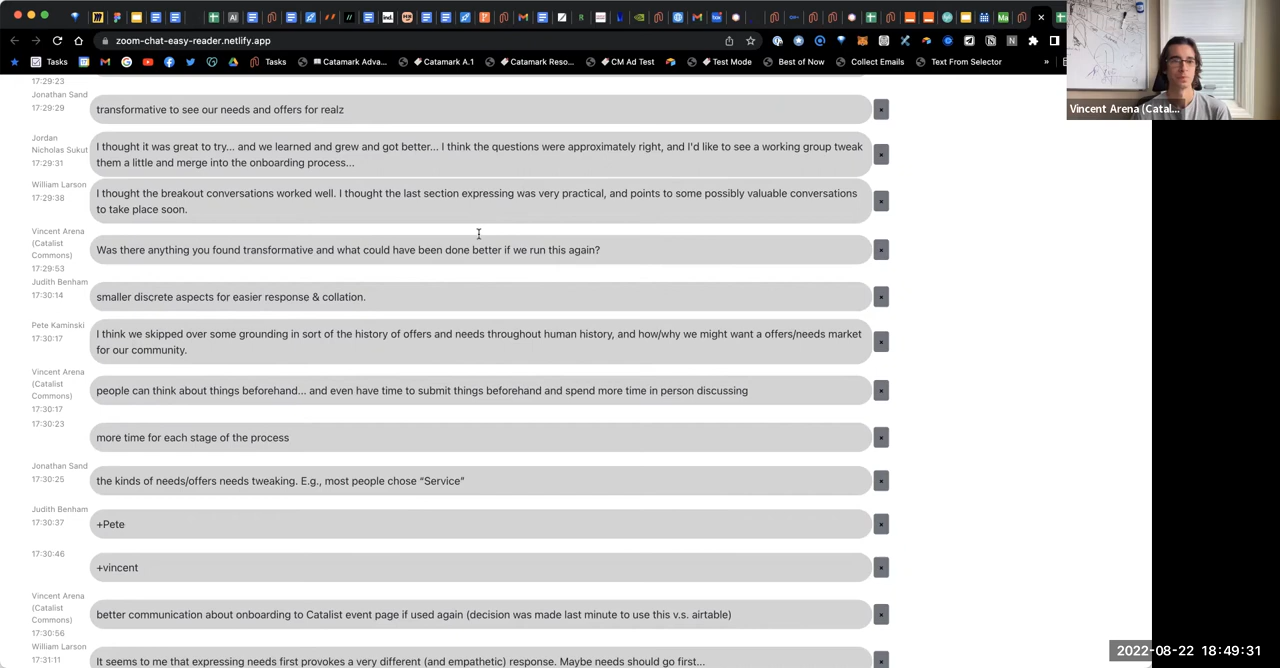 zoom-chat-easy-reader.netlify.app
Tasks
Tasks
Catamark Adva...
Catamark A.1
Catamark Reso...
CM Ad Test
Test Mode
Best of Now
Collect Emails
Text From Selector
»
Vincent Arena (Catal...
17:29:23
Jonathan Sand
17:29:29
transformative to see our needs and offers for realz
Jordan
Nicholas Sukut
17:29:31
I thought it was great to try... and we learned and grew and got better... I think the questions were approximately right, and I'd like to see a working group tweak
them a little and merge into the onboarding process...
William Larson
17:29:38
I thought the breakout conversations worked well. I thought the last section expressing was very practical, and points to some possibly valuable conversations
to take place soon.
Vincent Arena
(Catalist
Commons)
17:29:53
Was there anything you found transformative and what could have been done better if we run this again?
Judith Benham
17:30:14
smaller discrete aspects for easier response & collation.
Pete Kaminski
17:30:17
I think we skipped over some grounding in sort of the history of offers and needs throughout human history, and how/why we might want a offers/needs market
for our community.
Vincent Arena
(Catalist
Commons)
17:30:17
people can think about things beforehand... and even have time to submit things beforehand and spend more time in person discussing
17:30:23
more time for each stage of the process
Jonathan Sand
17:30:25
the kinds of needs/offers needs tweaking. E.g., most people chose “Service”
Judith Benham
17:30:37
+Pete
17:30:46
+vincent
Vincent Arena
(Catalist
Commons)
17:30:56
better communication about onboarding to Catalist event page if used again (decision was made last minute to use this v.s. airtable)
William Larson
17:31:11
It seems to me that expressing needs first provokes a very different (and empathetic) response. Maybe needs should go first...
2022-08-22 18:49:31